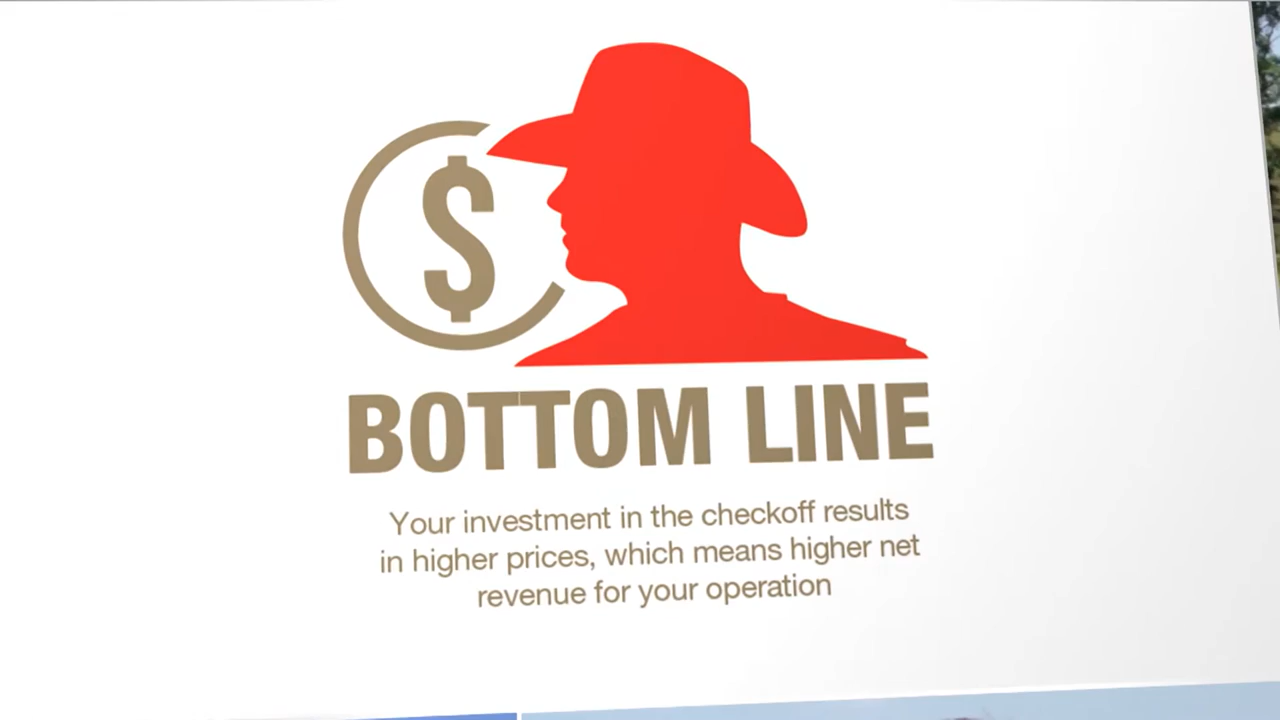 $
BOTTOM LINE
Your investment in the checkoff results
in higher prices, which means higher net
revenue for your operation